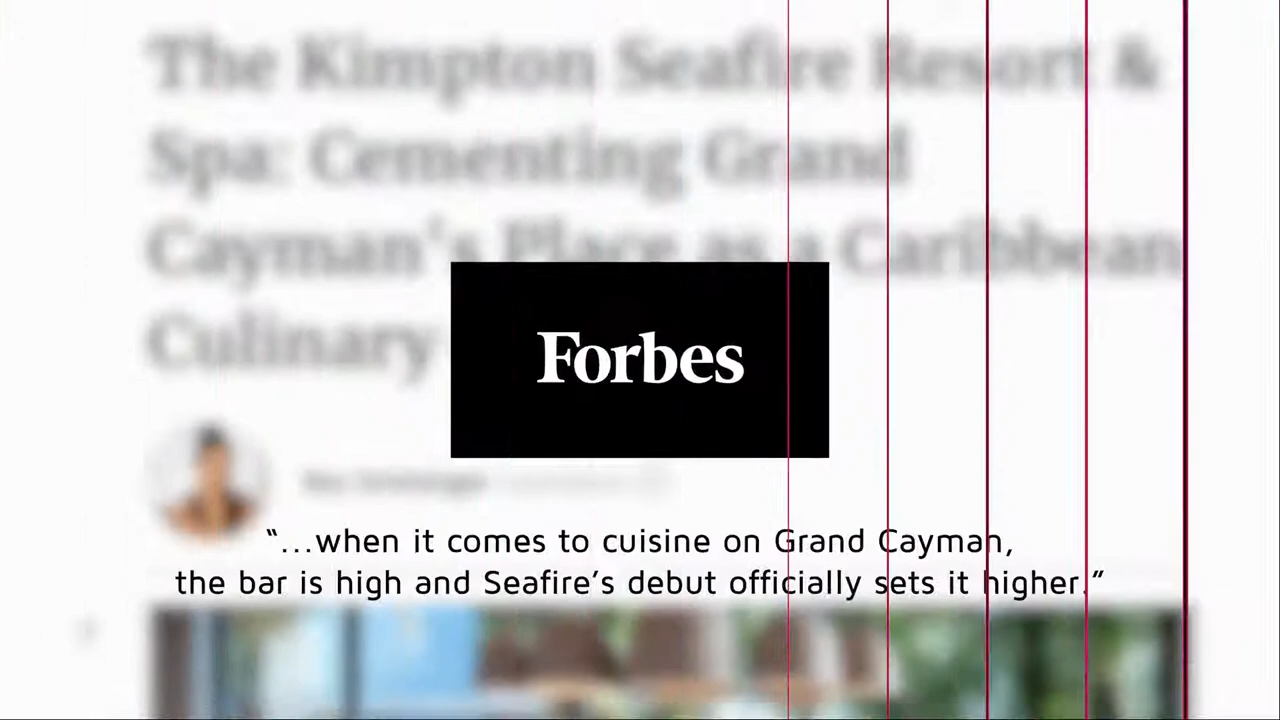 The Kimpton Seafire Resort &
Spa: Cementing Grand
Cayman's Place as a Caribbean
Culinary
Forbes
“...when it comes to cuisine on Grand Cayman,
the bar is high and Seafire’s debut officially sets it higher.”